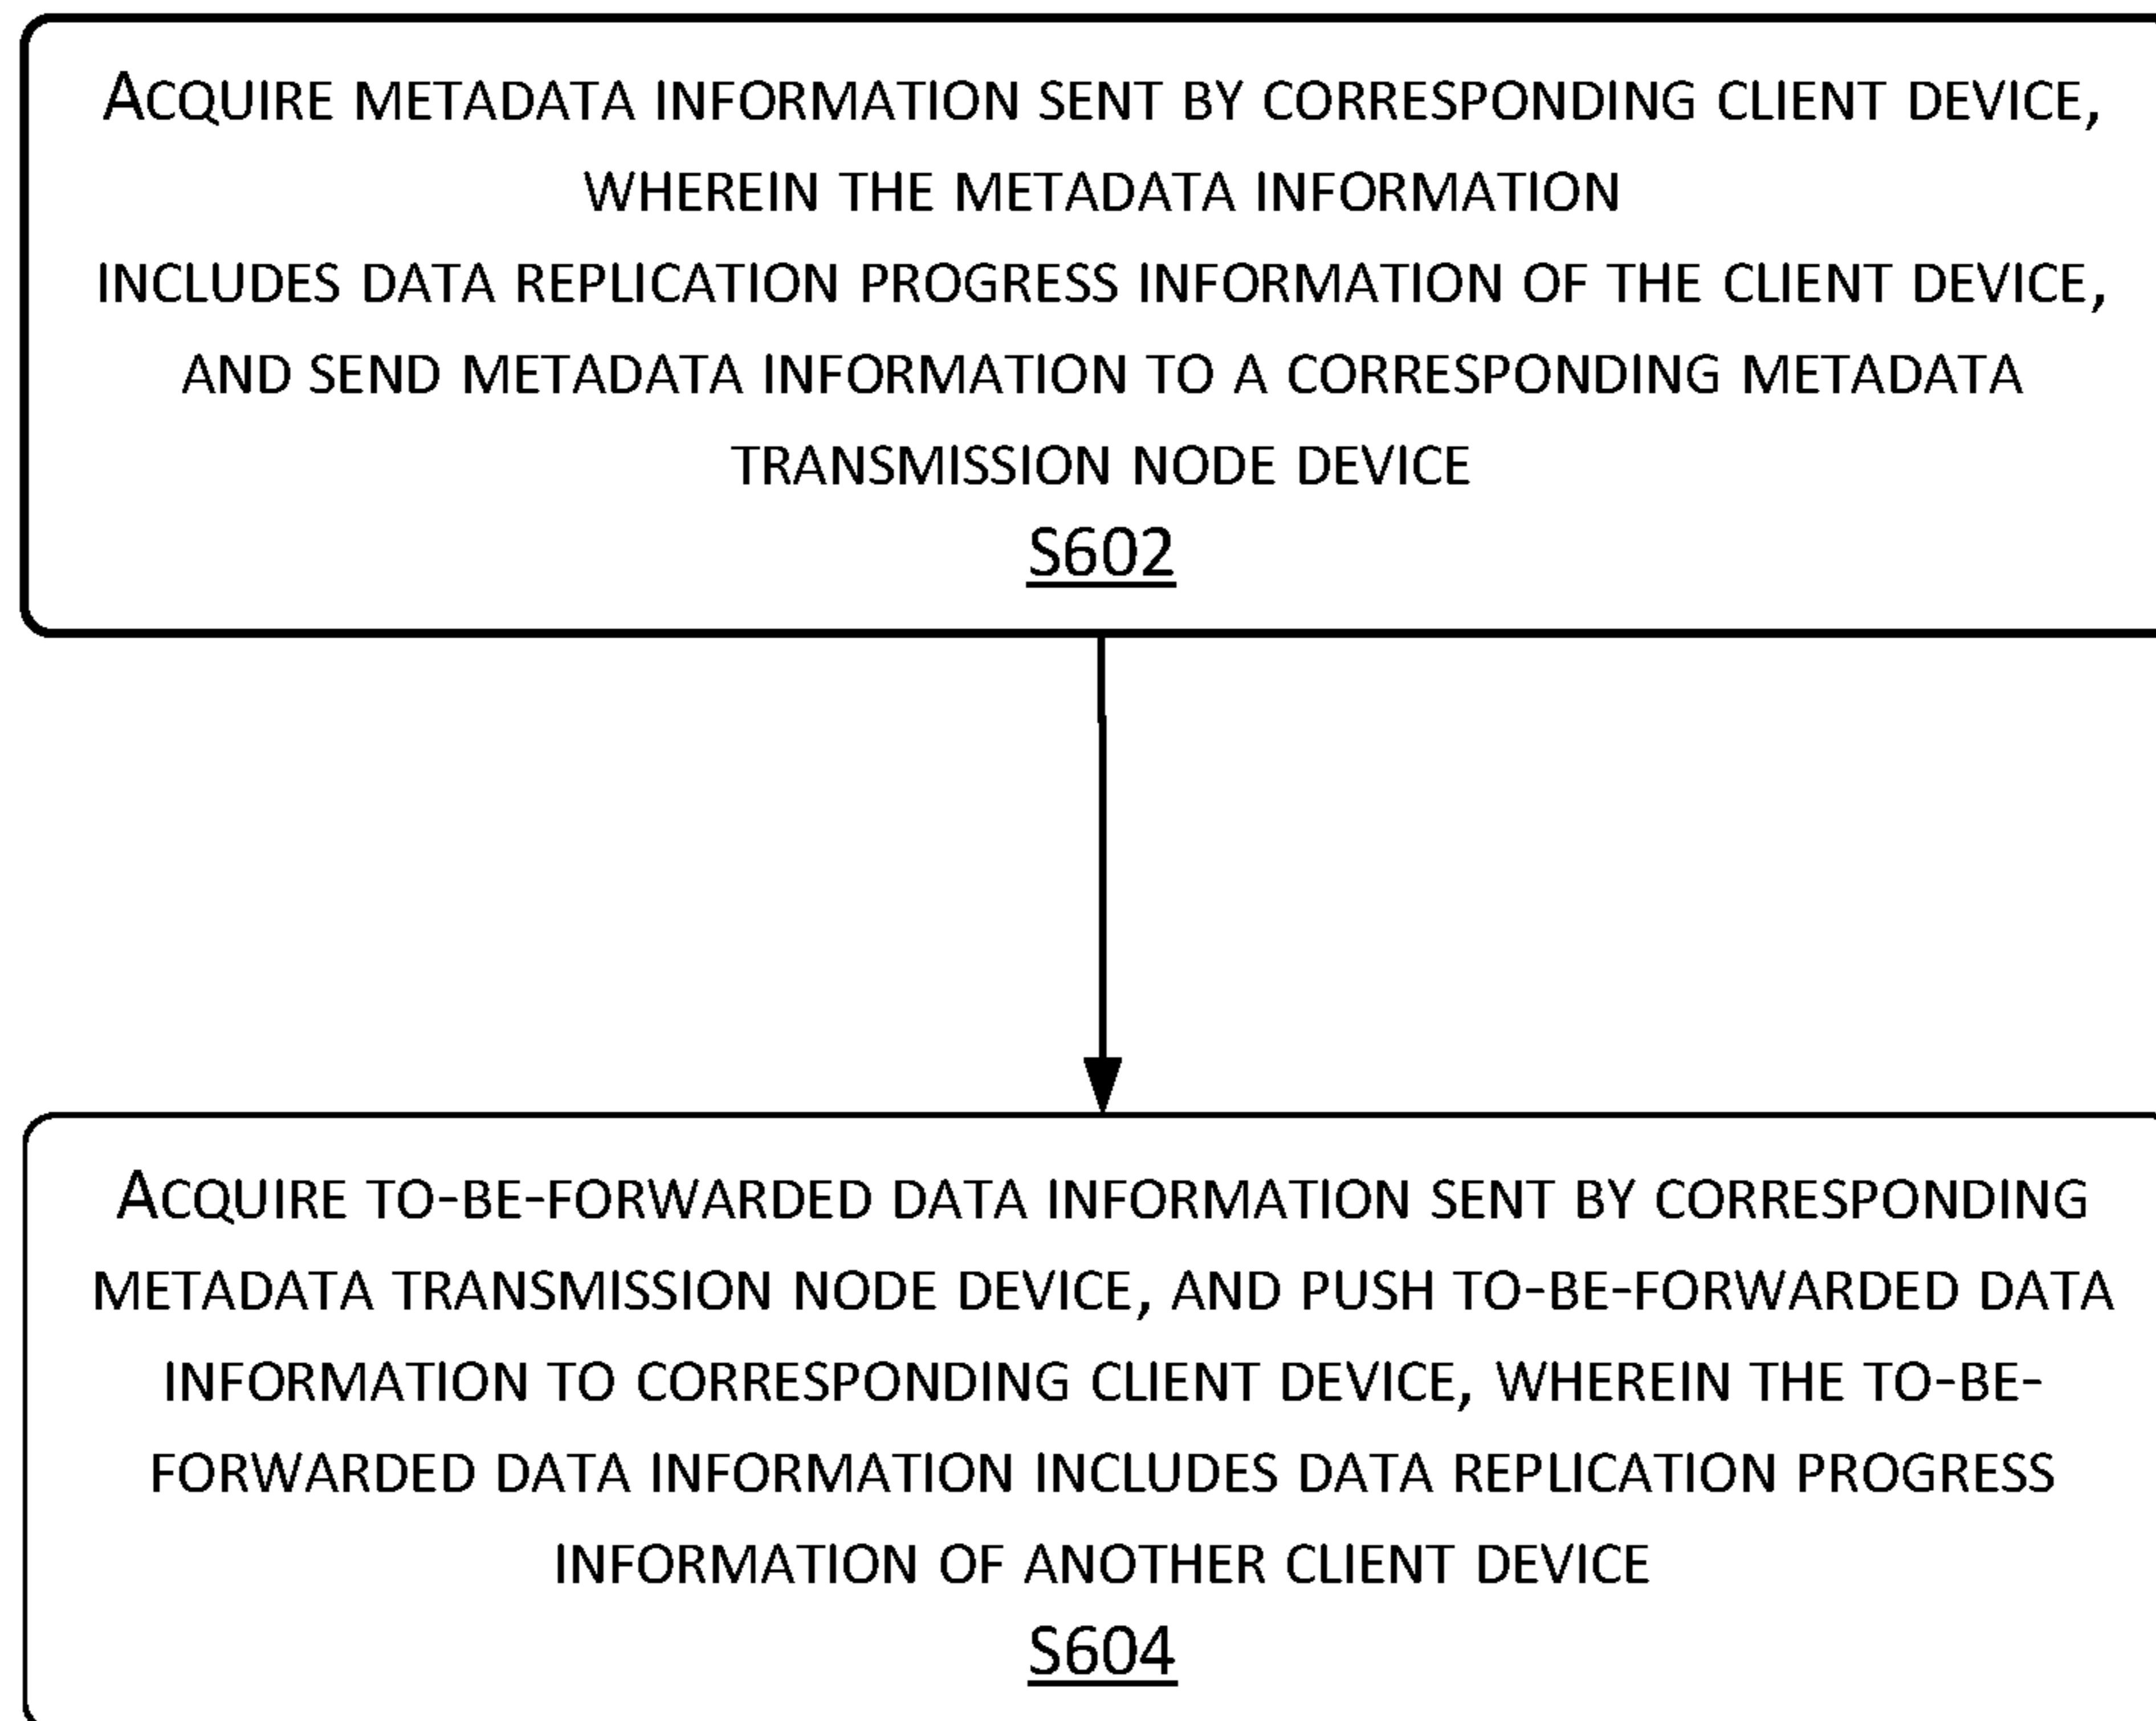 ACQUIRE METADATA INFORMATION SENT BY CORRESPONDING CLIENT DEVICE,
WHEREIN THE METADATA INFORMATION
INCLUDES DATA REPLICATION PROGRESS INFORMATION OF THE CLIENT DEVICE,
AND SEND METADATA INFORMATION TO A CORRESPONDING METADATA
TRANSMISSION NODE DEVICE
S602
ACQUIRE TO-BE-FORWARDED DATA INFORMATION SENT BY CORRESPONDING
METADATA TRANSMISSION NODE DEVICE, AND PUSH TO-BE-FORWARDED DATA
INFORMATION TO CORRESPONDING CLIENT DEVICE, WHEREIN THE TO-BE-
FORWARDED DATA INFORMATION INCLUDES DATA REPLICATION PROGRESS
INFORMATION OF ANOTHER CLIENT DEVICE
S604